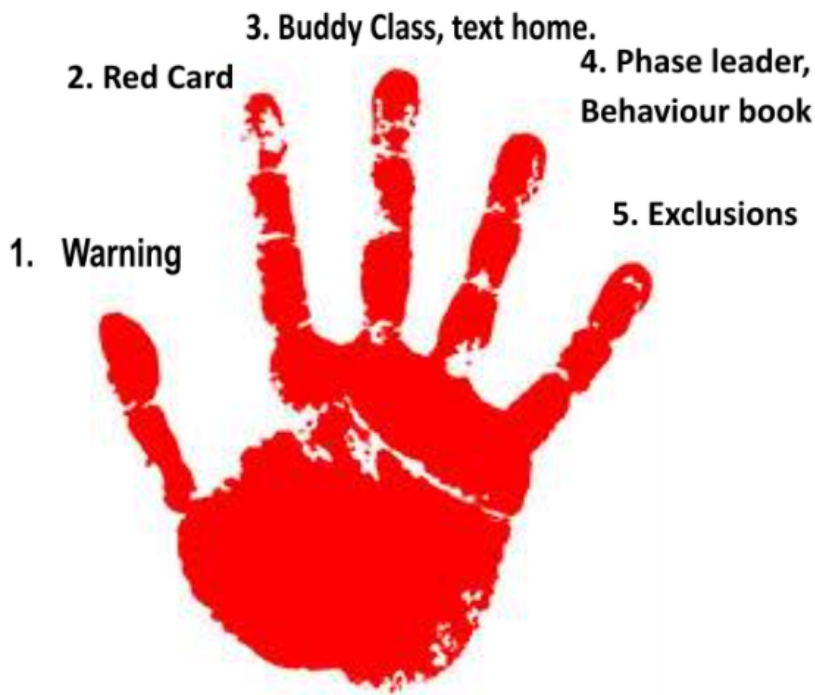 3. Buddy Class, text home.
2. Red Card
4. Phase leader,
Behaviour book
5. Exclusions
1. Warning